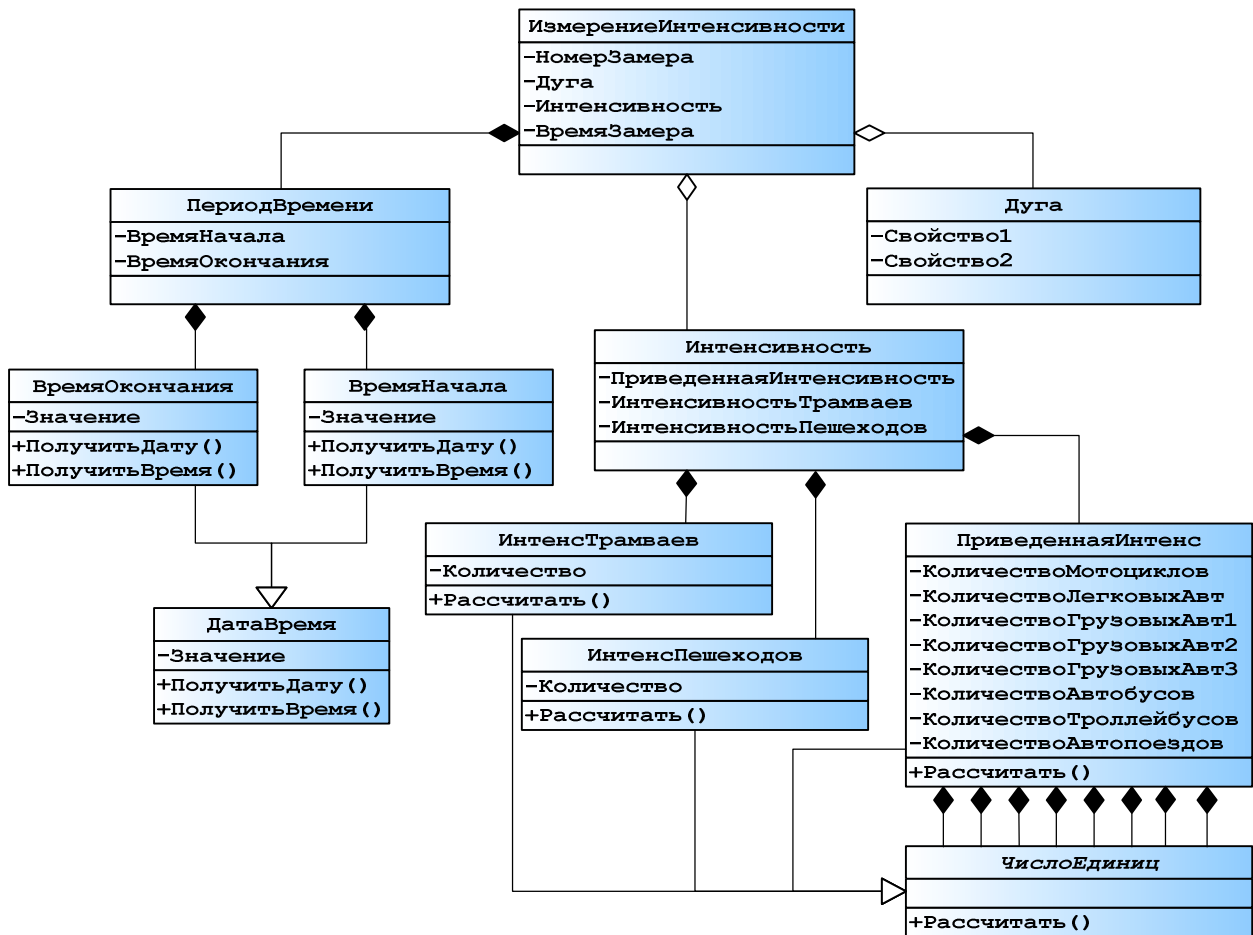 ИзмерениеИнтенсивности
-НомерЗамера
-Дуга
-Интенсивность
-ВремяЗамера
ПериодВремени
-ВремяНачала
-ВремяОкончания
Дуга
-Свойство1
-Свойство2
Интенсивность
-ПриведеннаяИнтенсивность
-ИнтенсивностьТрамваев
-ИнтенсивностьПешеходов
ВремяОкончания
-Значение
+ПолучитьДату()
+ПолучитьВремя()
ВремяНачала
-Значение
+ПолучитьДату()
+ПолучитьВремя()
ИнтенсТрамваев
-Количество
+Рассчитать()
ПриведеннаяИнтенс
-КоличествоМотоциклов
-КоличествоЛегковыхАвт
-КоличествоГрузовыхАвт1
-КоличествоГрузовыхАвт2
-КоличествоГрузовыхАвт3
-КоличествоАвтобусов
-КоличествоТроллейбусов
-КоличествоАвтопоездов
+Рассчитать()
ДатаВремя
-Значение
+ПолучитьДату()
+ПолучитьВремя()
ИнтенсПешеходов
-Количество
+Рассчитать()
ЧислоЕдиниц
+Рассчитать()